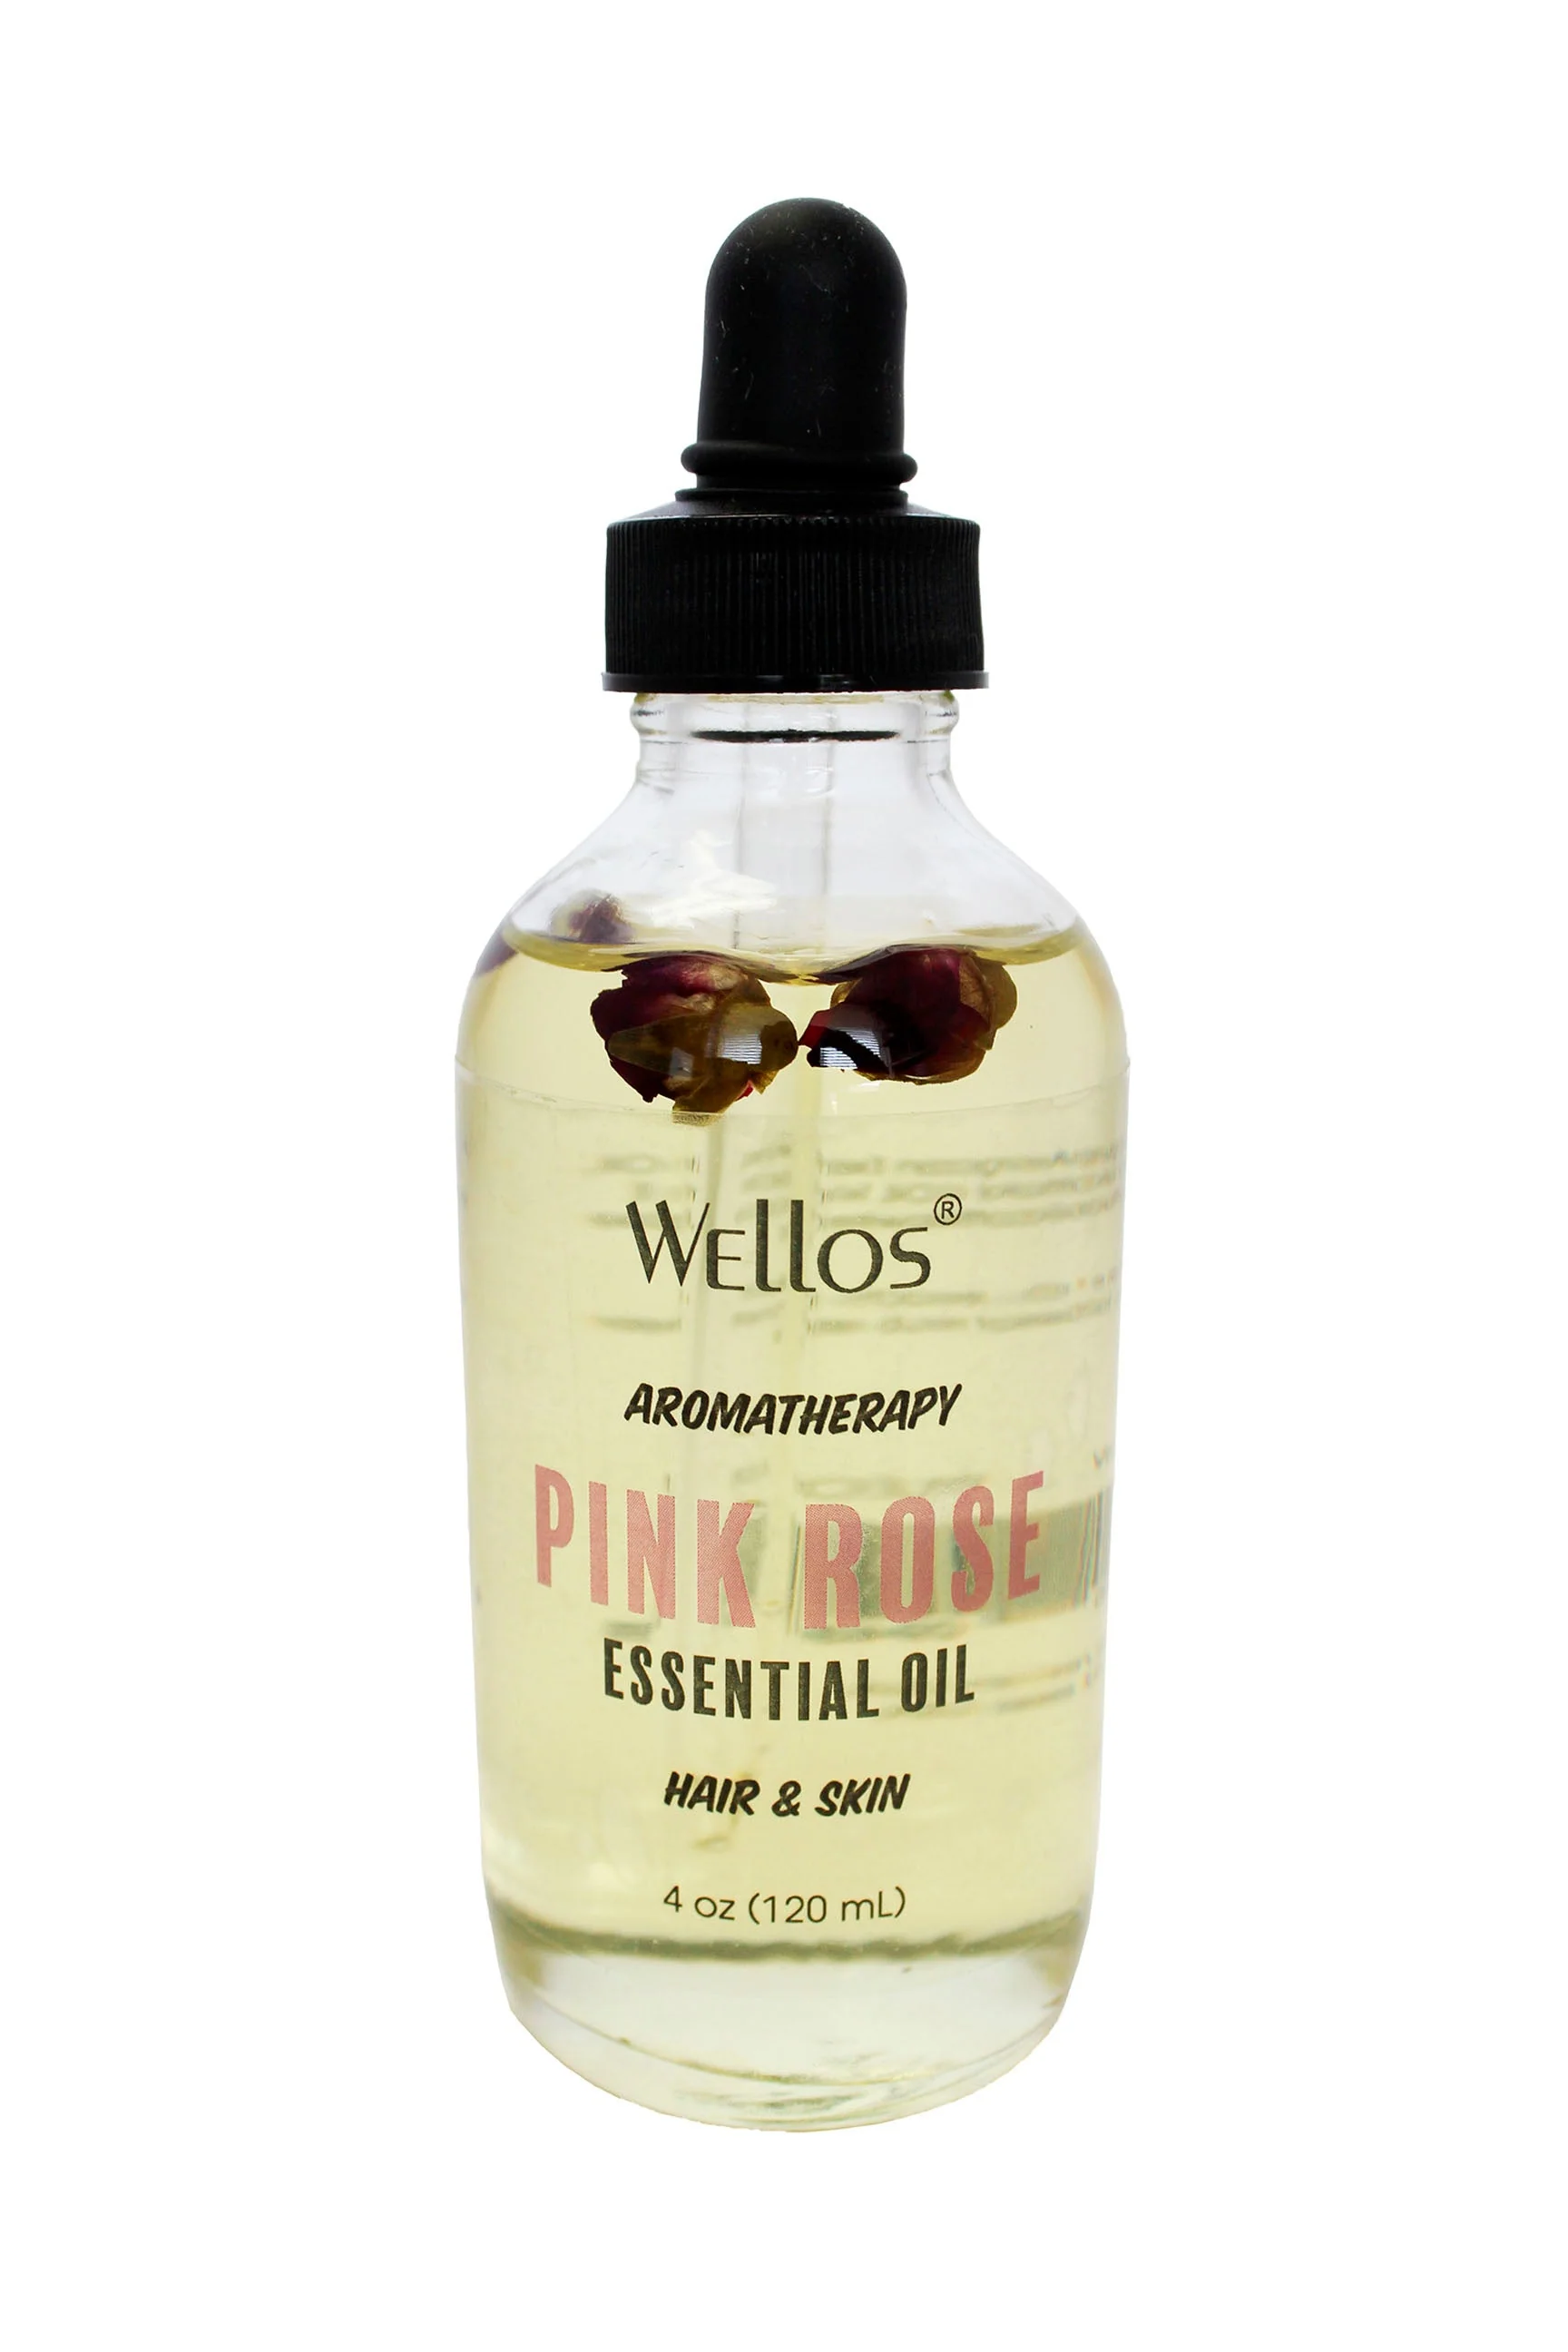 Wellos®
AROMATHERAPY
PINK ROSE
ESSENTIAL OIL
HAIR & SKIN
4 oz (120 mL)